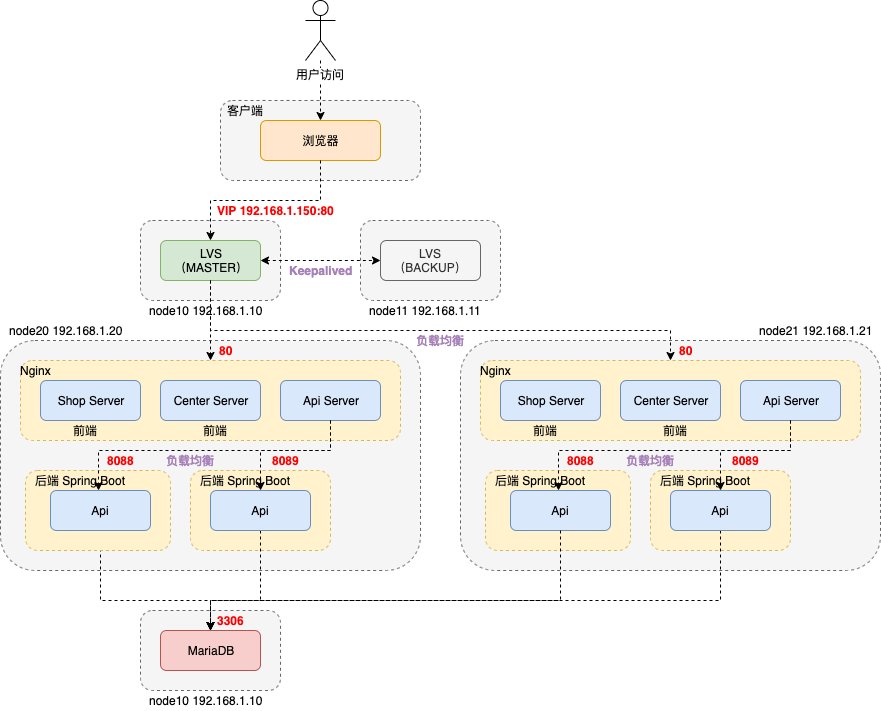 用户访问
客户端
浏览器
VIP 192.168.1.150:80
LVS
(MASTER)
Keepalived
LVS
(BACKUP)
node10 192.168.1.10
node11 192.168.1.11
node20 192.168.1.20
负载均衡
node21 192.168.1.21
80
80
Nginx
Shop Server
Center Server
Api Server
前端
前端
Nginx
Shop Server
Center Server
Api Server
前端
前端
8088
负载均衡
8089
8088
负载均衡
8089
后端 Spring Boot
Api
后端 Spring Boot
Api
后端 Spring Boot
Api
后端 Spring Boot
Api
3306
MariaDB
node10 192.168.1.10